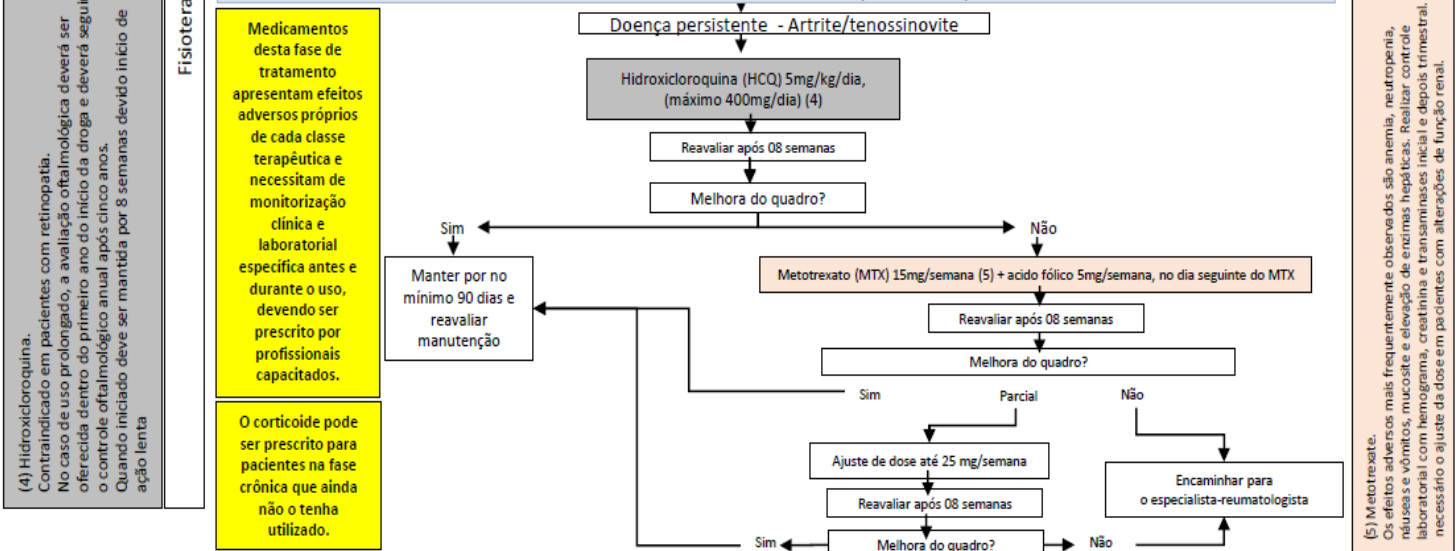 (4) Hidroxicloroquina.
Contraindicado em pacientes com retinopatia.
No caso de uso prolongado, a avaliação oftalmológica deverá ser
oferecida dentro do primeiro ano do início da droga e deverá
o controle oftalmológico anual após cinco anos.
Quando iniciado deve ser mantida por 8 semanas devido início de
ação lenta
Medicamentos
desta fase de
tratamento
apresentam efeitos
adversos próprios
de cada classe
terapêutica e
necessitam de
monitorização
clínica e
laboratorial
específica antes e
durante o uso,
devendo ser
prescrito por
profissionais
capacitados.
O corticoide pode
ser prescrito para
pacientes na fase
crônica que ainda
não o tenha
utilizado.
Doença persistente - Artrite/tenossinovite
Hidroxicloroquina (HCQ) 5mg/kg/dia,
(máximo 400mg/dia) (4)
Reavaliar após 08 semanas
Melhora do quadro?
Sim
Não
Manter por no
mínimo 90 dias e
reavaliar
manutenção
Metotrexato (MTX) 15mg/semana (5) + acido fólico 5mg/semana, no dia seguinte do MTX
Reavaliar após 08 semanas
Melhora do quadro?
Sim
Parcial
Não
Ajuste de dose até 25 mg/semana
Encaminhar para
o especialista-reumatologista
Reavaliar após 08 semanas
Sim
Melhora do quadro?
Não
(5) Metotrexate.
Os efeitos adversos mais frequentemente observados são anemia, neutropenia,
náuseas e vômitos, mucosite e elevação de enzimas hepáticas. Realizar controle
laboratorial com hemograma, creatinina e transaminases inicial e depois trimestral.
necessário o ajuste da dose em pacientes com alterações de função renal.